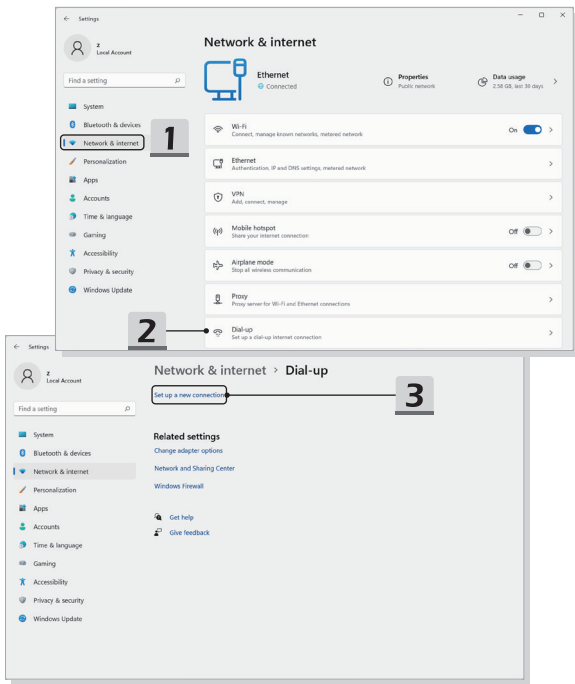 ← Settings
z
Local Account
Find a setting
System
Bluetooth & devices
Network & internet
Personalization
Apps
Accounts
Time & language
Gaming
Accessibility
Privacy & security
Windows Update
1
Network & internet
Ethernet
Connected
Properties
Public network
Data usage
2.58 GB, last 30 days
Wi-Fi
Connect, manage known networks, metered network
On
Ethernet
Authentication, IP and DNS settings, metered network
VPN
Add, connect, manage
Mobile hotspot
Share your internet connection
Off
Airplane mode
Stop all wireless communication
Off
Proxy
Proxy server for Wi-Fi and Ethernet connections
Dial-up
Set up a dial-up internet connection
2
← Settings
z
Local Account
Find a setting
System
Bluetooth & devices
Network & internet
Personalization
Apps
Accounts
Time & language
Gaming
Accessibility
Privacy & security
Windows Update
Network & internet > Dial-up
Set up a new connection
3
Related settings
Change adapter options
Network and Sharing Center
Windows Firewall
Get help
Give feedback